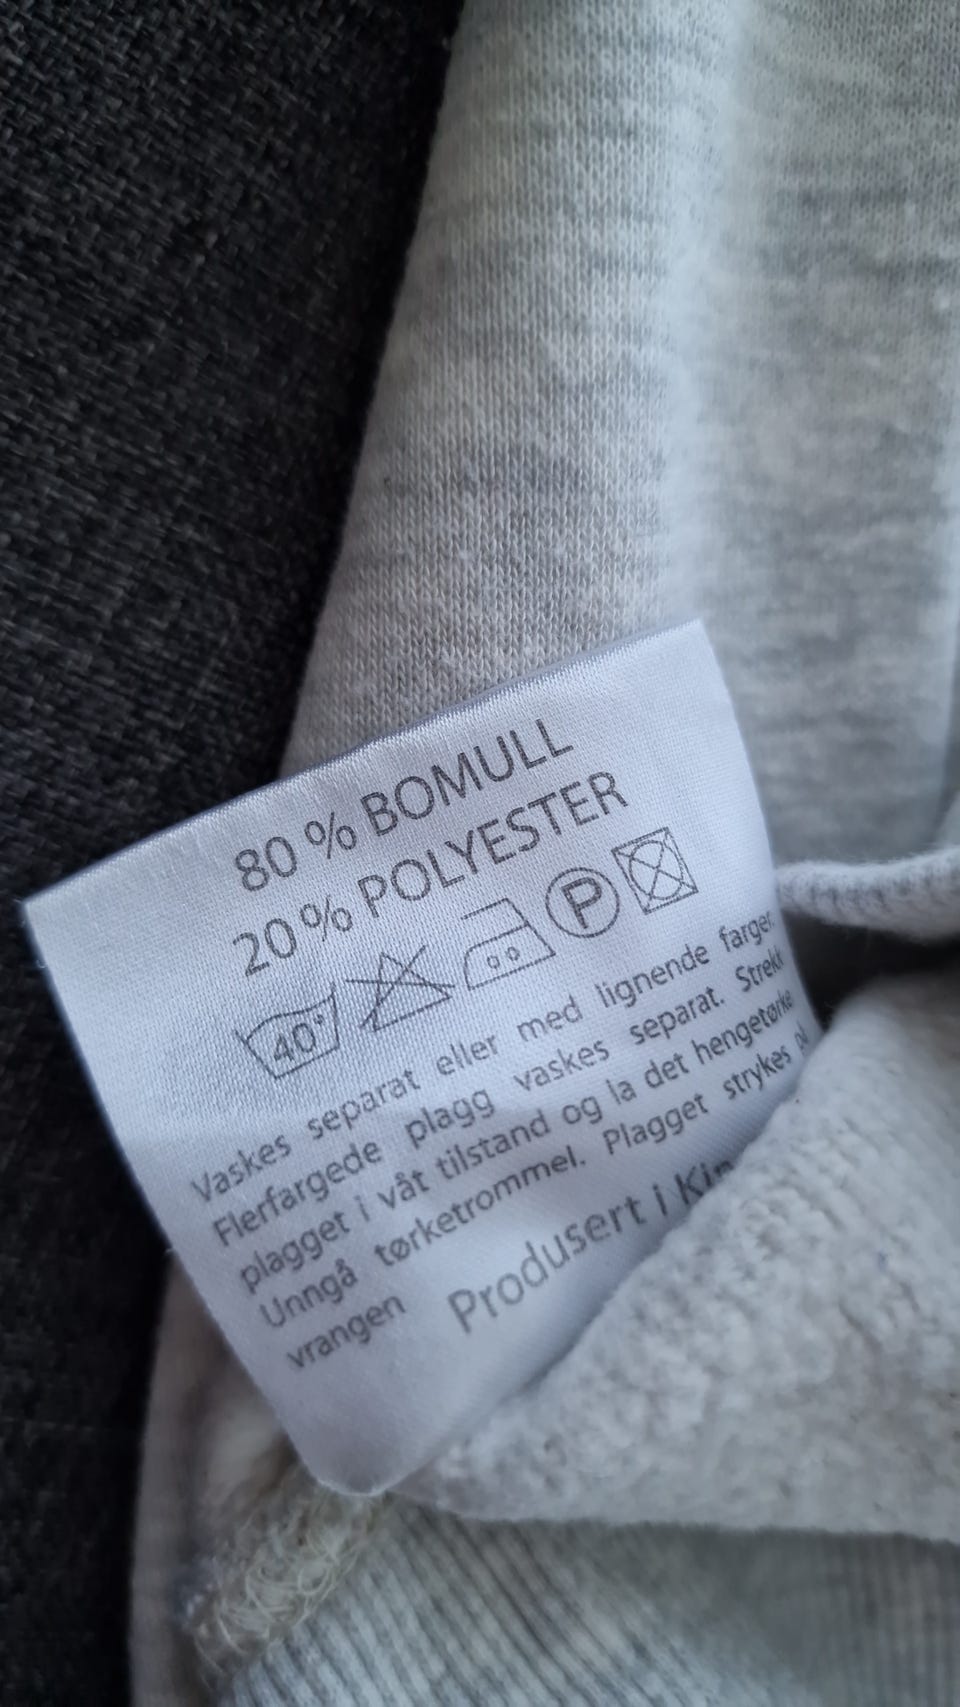 80 % BOMULL
20 % POLYESTER
40° P
Vaskes separat eller med lignende farger.
Flerfargede plagg vaskes separat. Strekk
plagget i våt tilstand og la det hengetørke
Unngå tørketrommel. Plagget strykes på
vrangen
Produsert i Kin